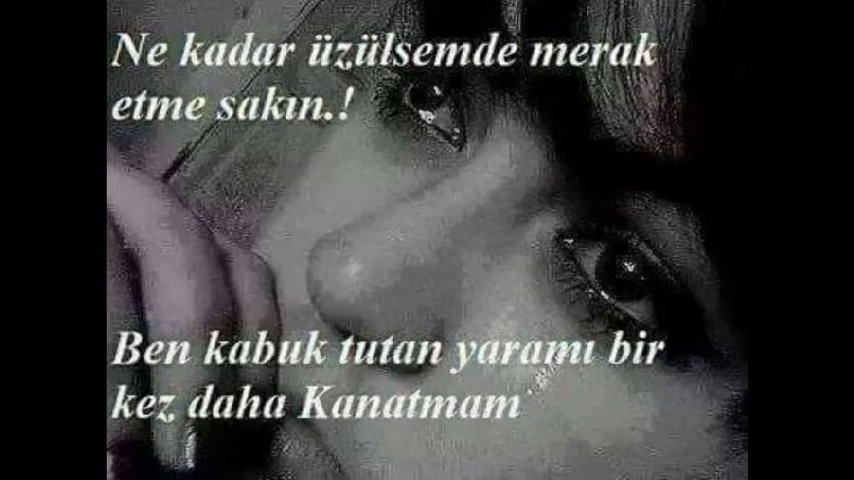 Ne kadar üzülsemde merak
etme sakın.!
Ben kabuk tutan yaramı bir
kez daha Kanatmam